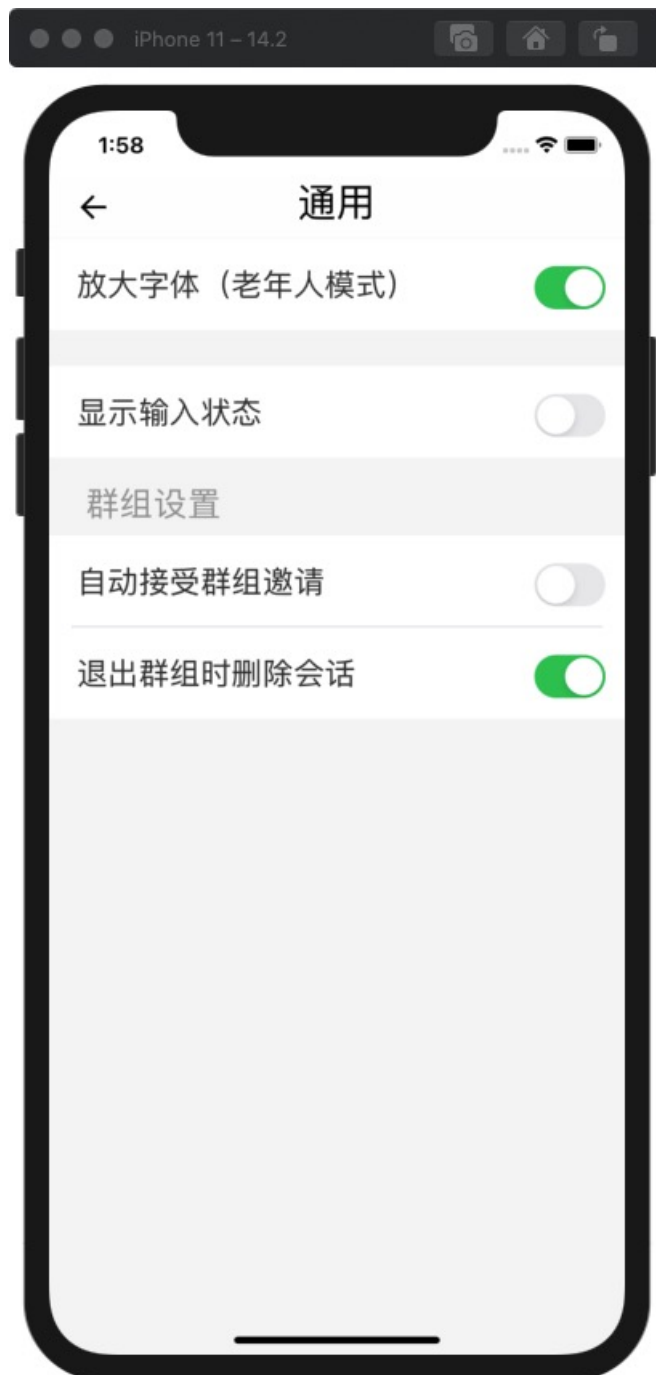 iPhone 11 – 14.2
1:58
通用
放大字体（老年人模式）
显示输入状态
群组设置
自动接受群组邀请
退出群组时删除会话